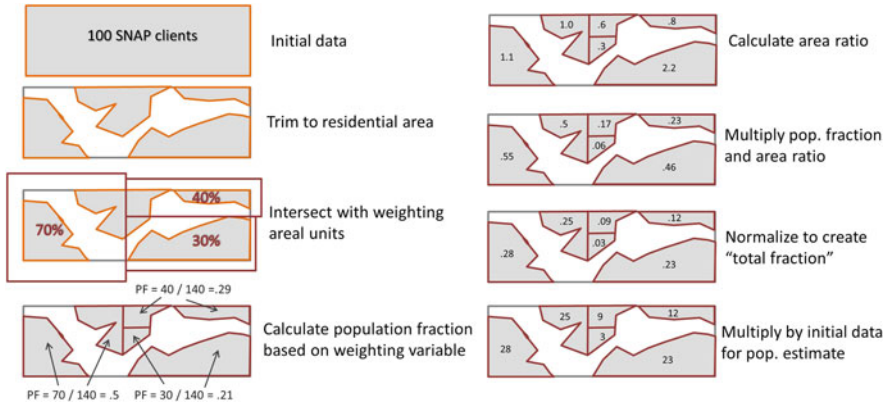 100 SNAP clients
Initial data
Trim to residential area
40%
70%
30%
Intersect with weighting
areal units
PF = 40 / 140 = .29
Calculate population fraction
based on weighting variable
PF = 70 / 140 = .5
PF = 30 / 140 = .21
1.0
.6
.8
.3
1.1
2.2
Calculate area ratio
.5
.17
.23
.06
.55
.46
Multiply pop. fraction
and area ratio
.25
.09
.12
.03
.28
.23
Normalize to create
“total fraction”
25
9
12
3
28
23
Multiply by initial data
for pop. estimate